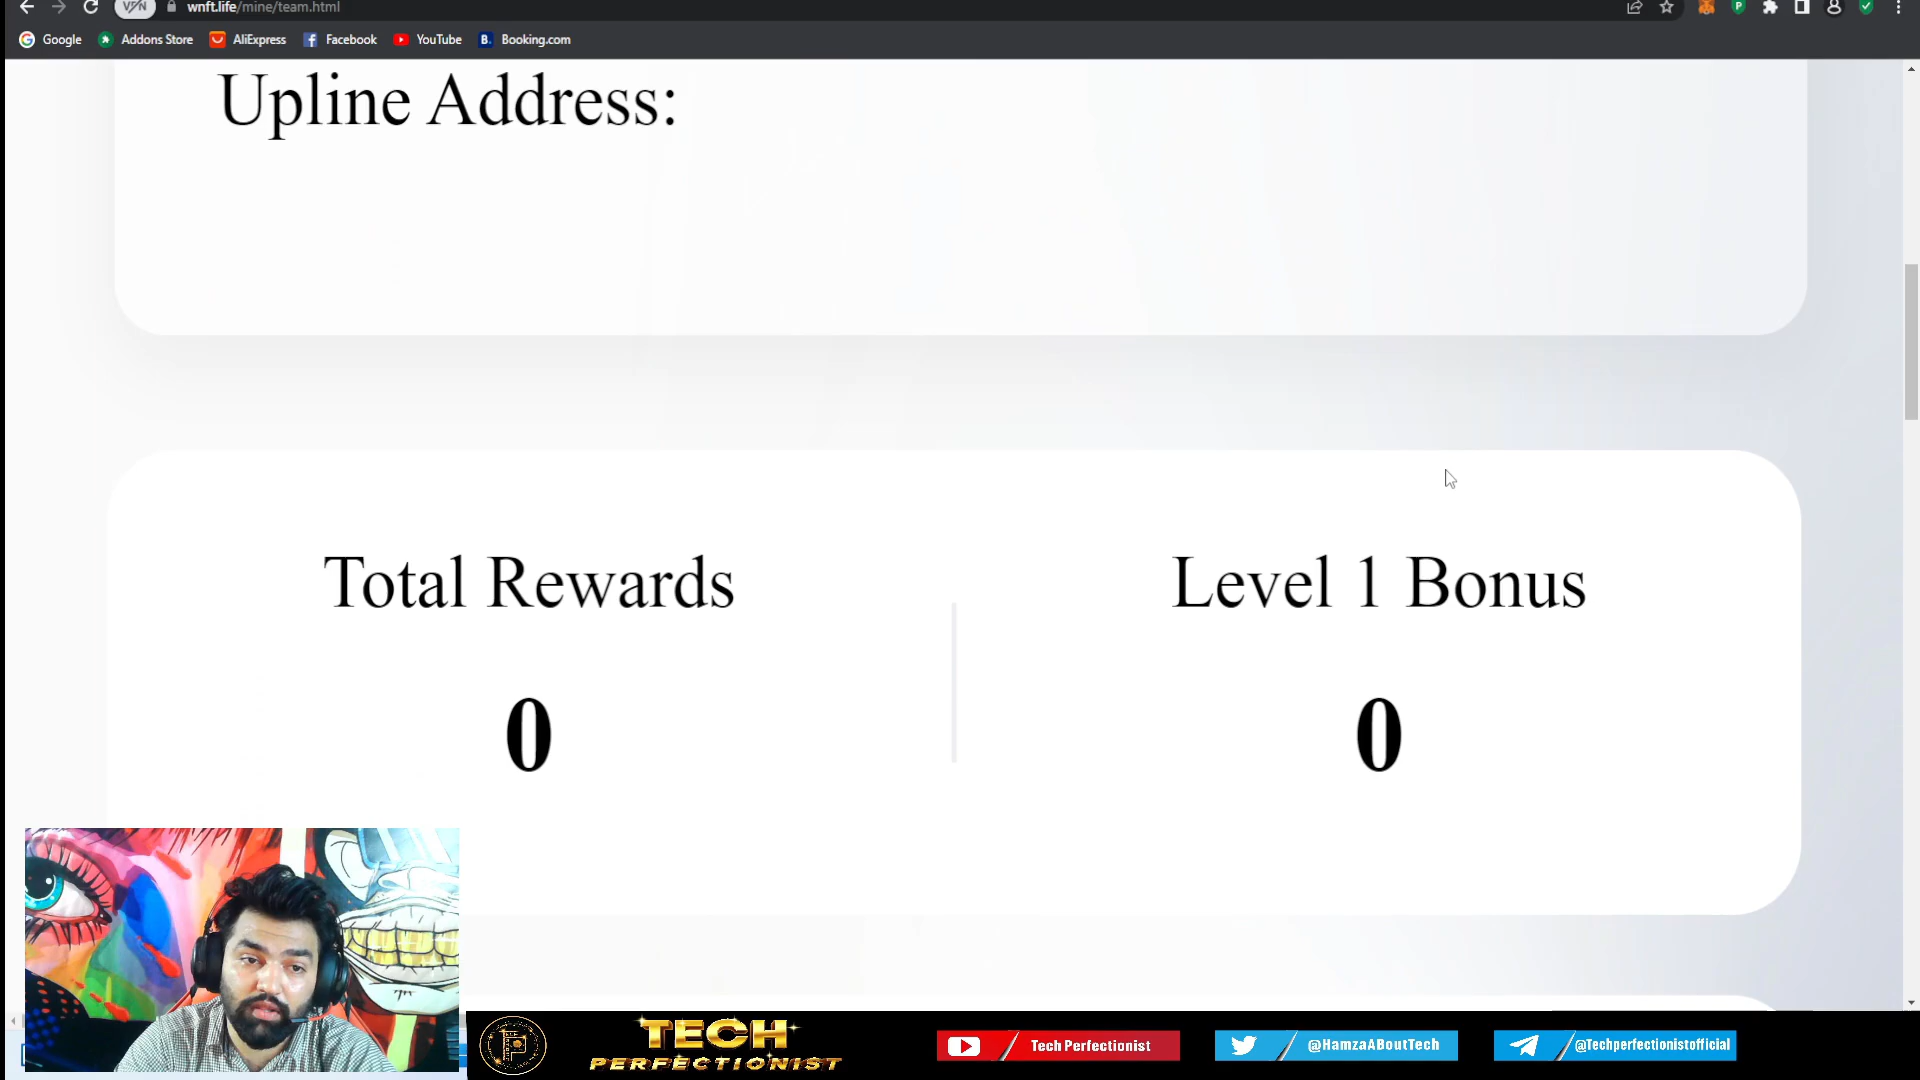 VPN wnft.life/mine/team.html
Google Addons Store AliExpress Facebook YouTube B. Booking.com
Upline Address:
Total Rewards Level 1 Bonus
0 0
TECH
PERFECTIONIST
Tech Perfectionist @HamzaABoutTech @Techperfectionistofficial